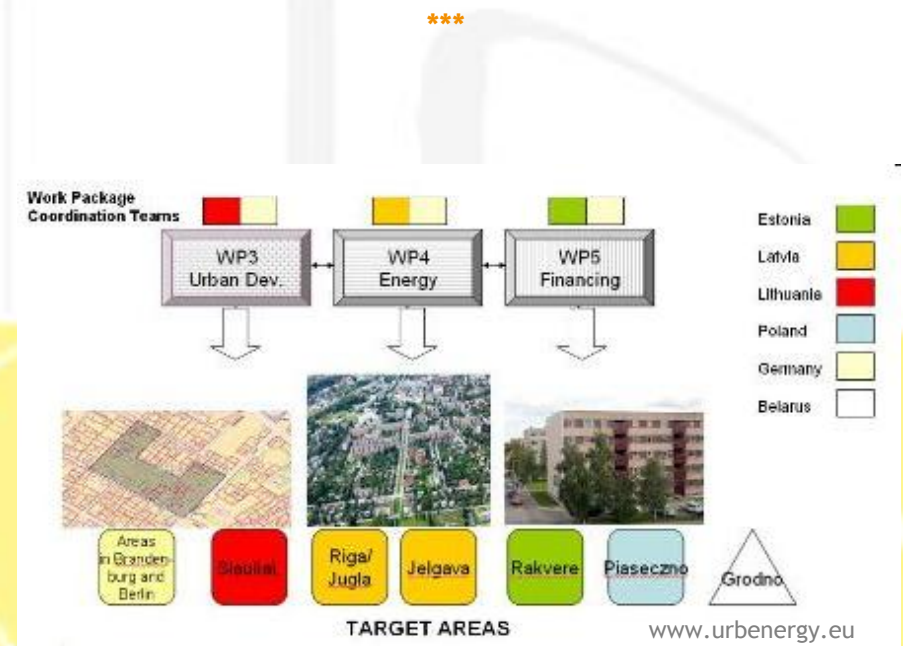 ***
Work Package
Coordination Teams
WP3
Urban Dev.
WP4
Energy
WP5
Financing
Estonia
Latvia
Lithuania
Poland
Germany
Belarus
Areas
in Branden-
burg and
Berlin
Siauliai
Riga/
Jugla
Jelgava
Rakvere
Piaseczno
Grodno
TARGET AREAS
www.urbenergy.eu